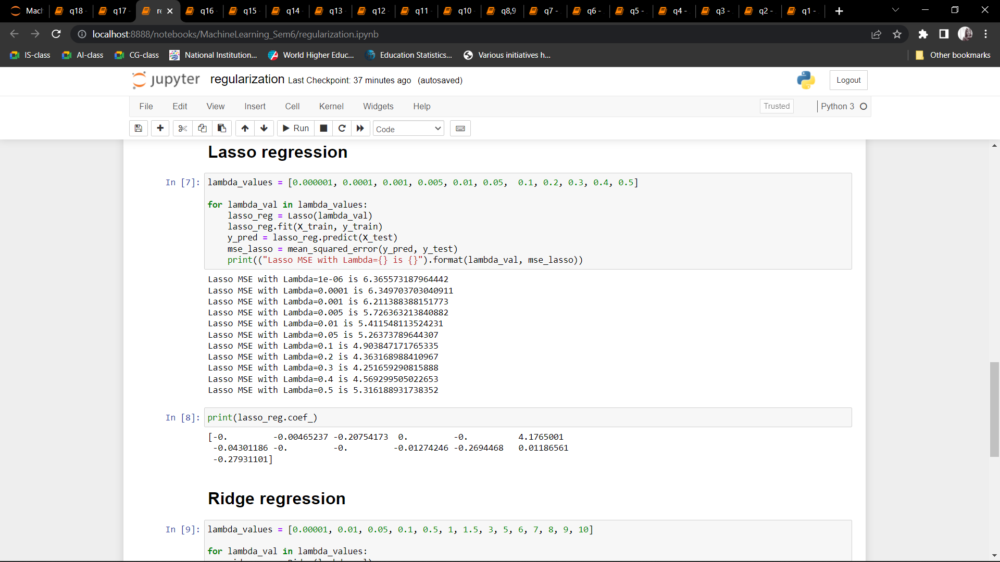 Mach q18 - q17 - re q16 q15 q14 q13 q12 q11 q10 q8,9 q7 - q6 - q5 - q4 - q3 - q2 - q1 -
localhost:8888/notebooks/MachineLearning_Sem6/regularization.ipynb
IS-class AI-class CG-class National Institution... World Higher Educ... Education Statistics... Various initiatives h... Other bookmarks
jupyter regularization Last Checkpoint: 37 minutes ago (autosaved) Logout
File Edit View Insert Cell Kernel Widgets Help Trusted Python 3
Run Code
Lasso regression
In [7]: lambda_values = [0.000001, 0.0001, 0.001, 0.005, 0.01, 0.05,  0.1, 0.2, 0.3, 0.4, 0.5]
for lambda_val in lambda_values:
    lasso_reg = Lasso(lambda_val)
    lasso_reg.fit(X_train, y_train)
    y_pred = lasso_reg.predict(X_test)
    mse_lasso = mean_squared_error(y_pred, y_test)
    print(("Lasso MSE with Lambda={} is {}").format(lambda_val, mse_lasso))
Lasso MSE with Lambda=1e-06 is 6.365573187964442
Lasso MSE with Lambda=0.0001 is 6.349703703040911
Lasso MSE with Lambda=0.001 is 6.211388388151773
Lasso MSE with Lambda=0.005 is 5.726363213840882
Lasso MSE with Lambda=0.01 is 5.411548113524231
Lasso MSE with Lambda=0.05 is 5.26373789644307
Lasso MSE with Lambda=0.1 is 4.903847171765335
Lasso MSE with Lambda=0.2 is 4.363168988410967
Lasso MSE with Lambda=0.3 is 4.251659290815888
Lasso MSE with Lambda=0.4 is 4.569299505022653
Lasso MSE with Lambda=0.5 is 5.316188931738352
In [8]: print(lasso_reg.coef_)
[-0.         -0.00465237 -0.20754173  0.         -0.          4.1765001
 -0.04301186 -0.         -0.         -0.01274246 -0.2694468   0.01186561
 -0.27931101]
Ridge regression
In [9]: lambda_values = [0.00001, 0.01, 0.05, 0.1, 0.5, 1, 1.5, 3, 5, 6, 7, 8, 9, 10]
for lambda_val in lambda_values: